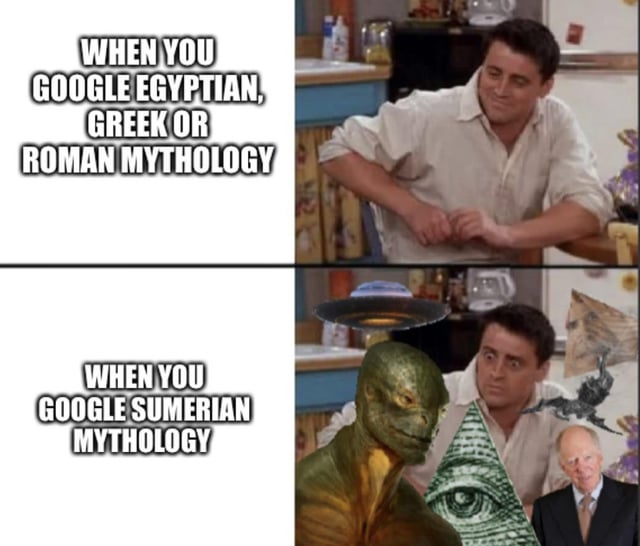 WHEN YOU
GOOGLE EGYPTIAN,
GREEK OR
ROMAN MYTHOLOGY
WHEN YOU
GOOGLE SUMERIAN
MYTHOLOGY